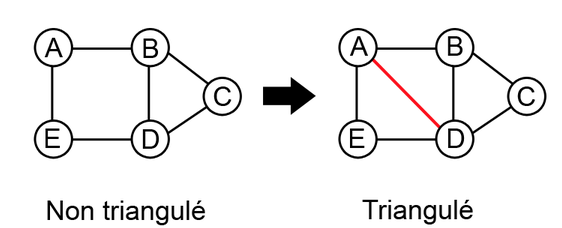 A B A B
C C
E D E D
Non triangulé Triangulé